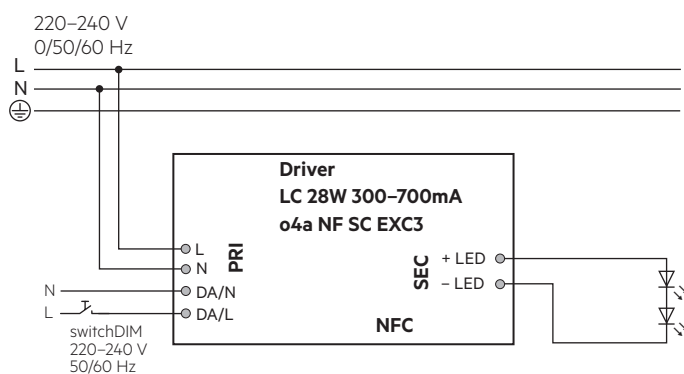 220–240 V
0/50/60 Hz
L
N
Driver
LC 28W 300–700mA
o4a NF SC EXC3
PRI
L
N
DA/N
DA/L
SEC
+ LED
– LED
NFC
N
L
switchDIM
220–240 V
50/60 Hz